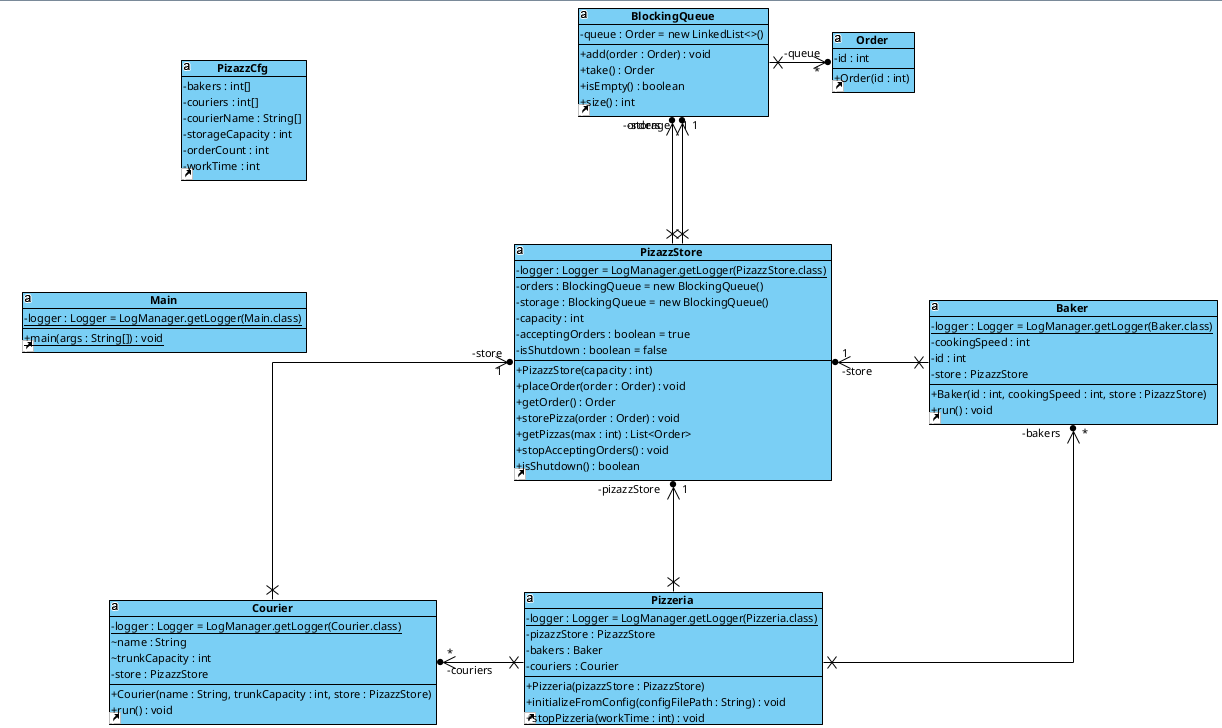 a
BlockingQueue
-queue : Order = new LinkedList<>()
+add(order : Order) : void
+take() : Order
+isEmpty() : boolean
+size() : int
-queue
*
a
Order
-id : int
+Order(id : int)
a
PizazzCfg
-bakers : int[]
-couriers : int[]
-courierName : String[]
-storageCapacity : int
-orderCount : int
-workTime : int
1
a
PizazzStore
-logger : Logger = LogManager.getLogger(PizazzStore.class)
-orders : BlockingQueue = new BlockingQueue()
-storage : BlockingQueue = new BlockingQueue()
-capacity : int
-acceptingOrders : boolean = true
-isShutdown : boolean = false
+PizazzStore(capacity : int)
+placeOrder(order : Order) : void
+getOrder() : Order
+storePizza(order : Order) : void
+getPizzas(max : int) : List<Order>
+stopAcceptingOrders() : void
+isShutdown() : boolean
a
Main
-logger : Logger = LogManager.getLogger(Main.class)
+main(args : String[]) : void
-store
1
1
-store
a
Baker
-logger : Logger = LogManager.getLogger(Baker.class)
-cookingSpeed : int
-id : int
-store : PizazzStore
+Baker(id : int, cookingSpeed : int, store : PizazzStore)
+run() : void
-bakers
*
-pizazzStore
1
a
Courier
-logger : Logger = LogManager.getLogger(Courier.class)
~name : String
~trunkCapacity : int
-store : PizazzStore
+Courier(name : String, trunkCapacity : int, store : PizazzStore)
+run() : void
*
-couriers
a
Pizzeria
-logger : Logger = LogManager.getLogger(Pizzeria.class)
-pizazzStore : PizazzStore
-bakers : Baker
-couriers : Courier
+Pizzeria(pizazzStore : PizazzStore)
+initializeFromConfig(configFilePath : String) : void
+stopPizzeria(workTime : int) : void